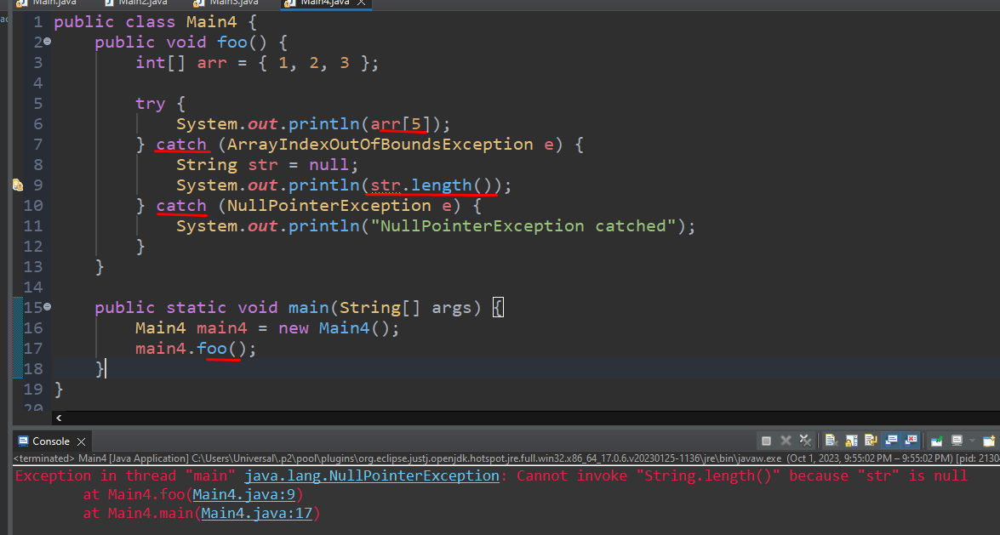 Main.java Main2.java Main3.java Main4.java
1 public class Main4 {
2 public void foo() {
3 int[] arr = { 1, 2, 3 };
4
5 try {
6 System.out.println(arr[5]);
7 } catch (ArrayIndexOutOfBoundsException e) {
8 String str = null;
9 System.out.println(str.length());
10 } catch (NullPointerException e) {
11 System.out.println("NullPointerException catched");
12 }
13 }
14
15 public static void main(String[] args) {
16 Main4 main4 = new Main4();
17 main4.foo();
18 }
19 }
20
Console
<terminated> Main4 [Java Application] C:\Users\Universal\.p2\pool\plugins\org.eclipse.justj.openjdk.hotspot.jre.full.win32.x86_64_17.0.6.v20230125-1136\jre\bin\javaw.exe (Oct 1, 2023, 9:55:02 PM – 9:55:02 PM) [pid: 2130
Exception in thread "main" java.lang.NullPointerException: Cannot invoke "String.length()" because "str" is null
at Main4.foo(Main4.java:9)
at Main4.main(Main4.java:17)